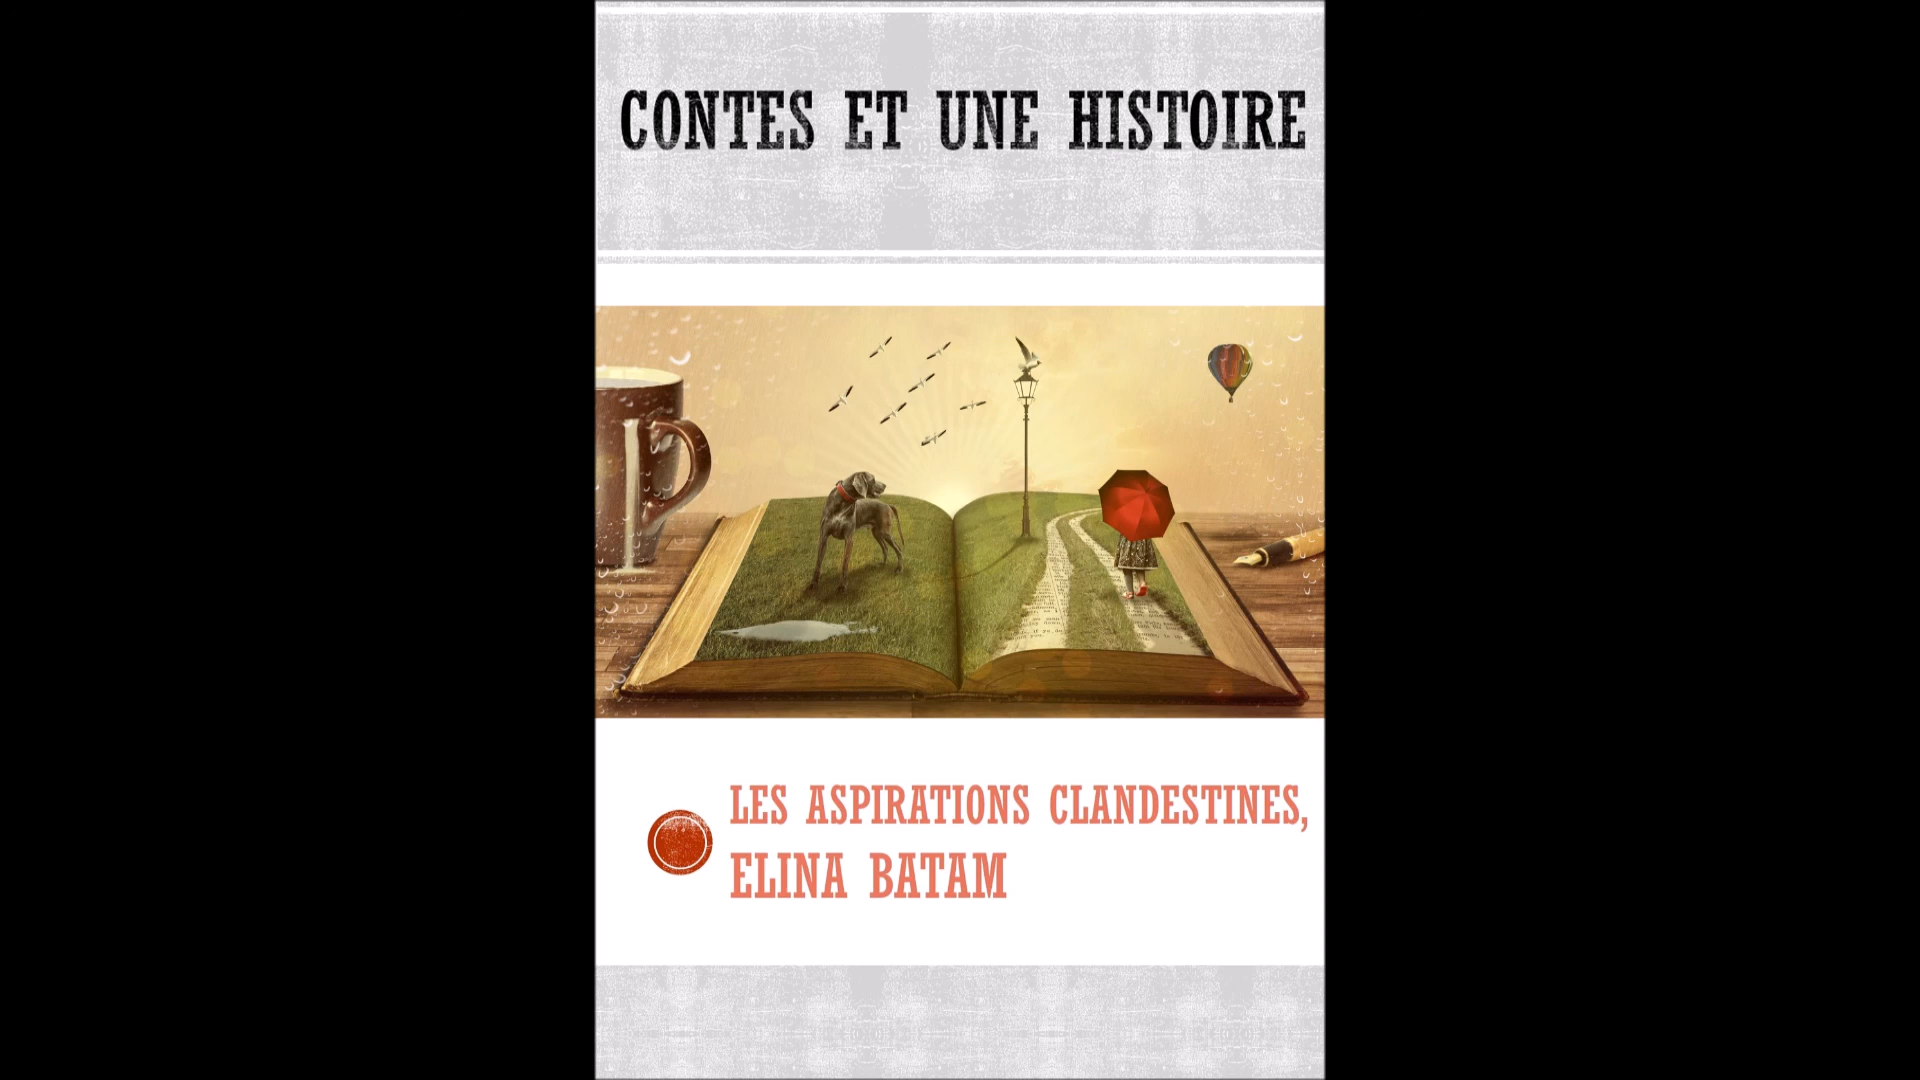 CONTES ET UNE HISTOIRE
LES ASPIRATIONS CLANDESTINES,
ELINA BATAM